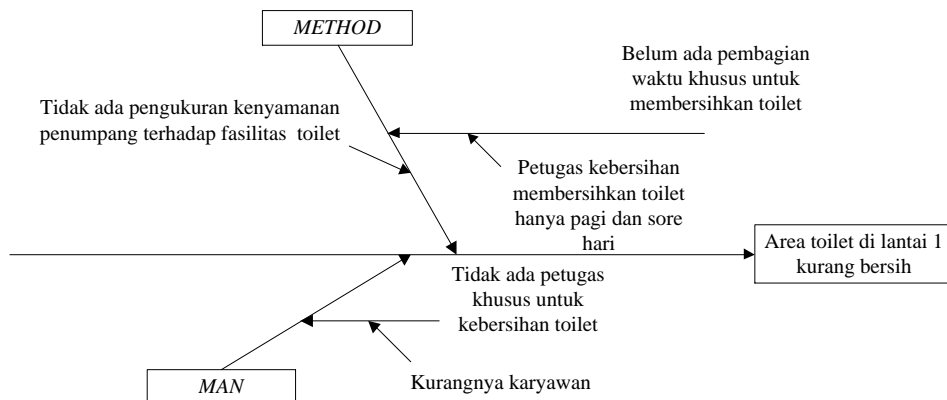 METHOD
Belum ada pembagian
waktu khusus untuk
membersihkan toilet
Tidak ada pengukuran kenyamanan
penumpang terhadap fasilitas toilet
Petugas kebersihan
membersihkan toilet
hanya pagi dan sore
hari
Area toilet di lantai 1
kurang bersih
Tidak ada petugas
khusus untuk
kebersihan toilet
MAN
Kurangnya karyawan